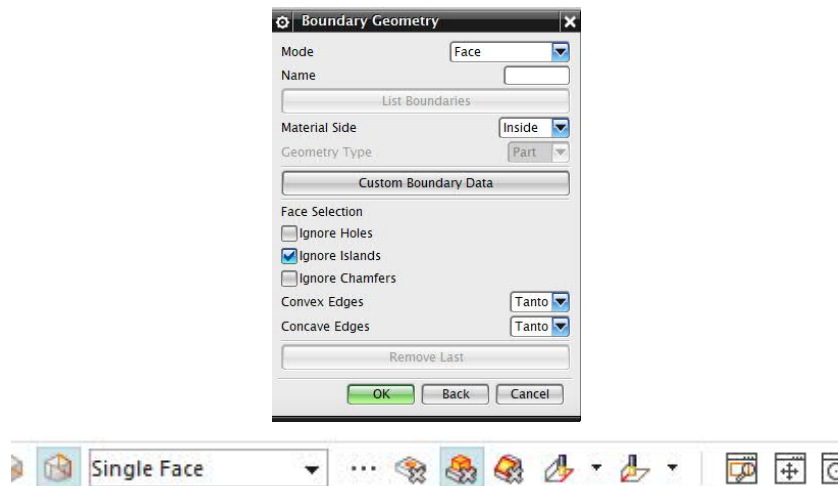 Boundary Geometry
Mode Face
Name
List Boundaries
Material Side Inside
Geometry Type Part
Custom Boundary Data
Face Selection
Ignore Holes
Ignore Islands
Ignore Chamfers
Convex Edges Tanto
Concave Edges Tanto
Remove Last
OK Back Cancel
Single Face